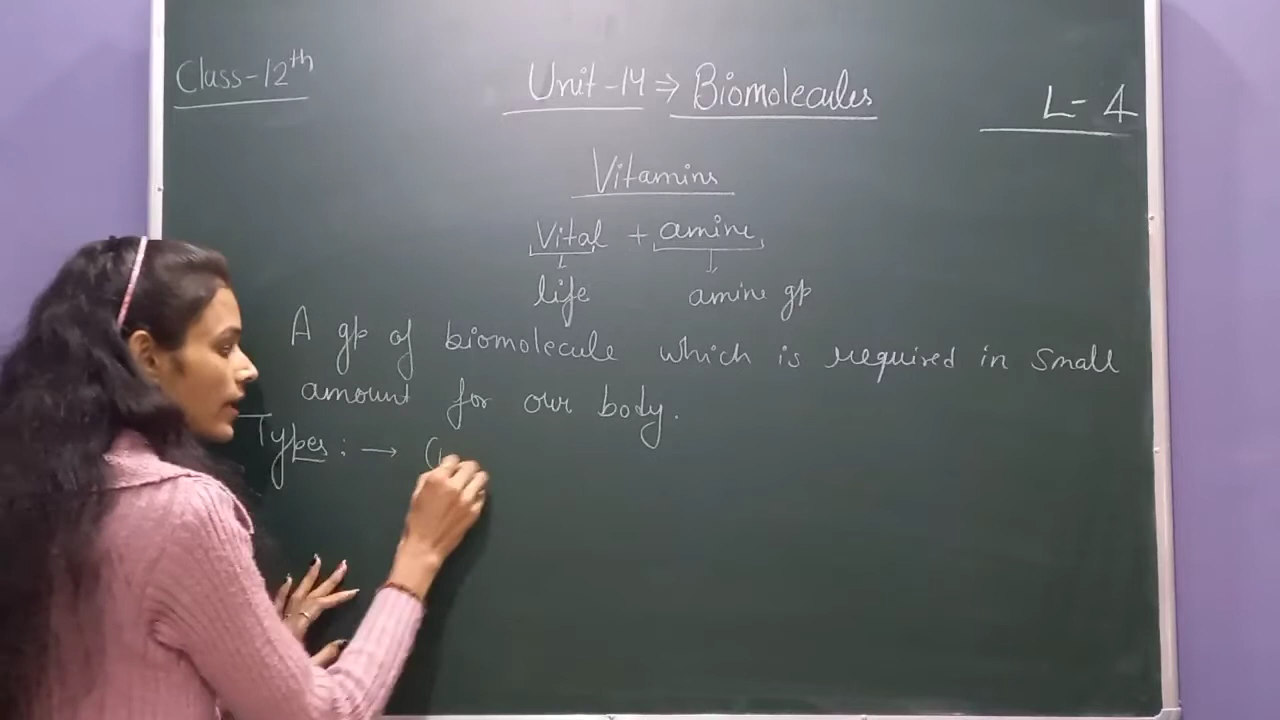 Class-12th
Unit-14 ⇒ Biomolecules
L-4
Vitamins
Vital + amine
life amine gp
A gp of biomolecule which is required in small
amount for our body.
Types : → (